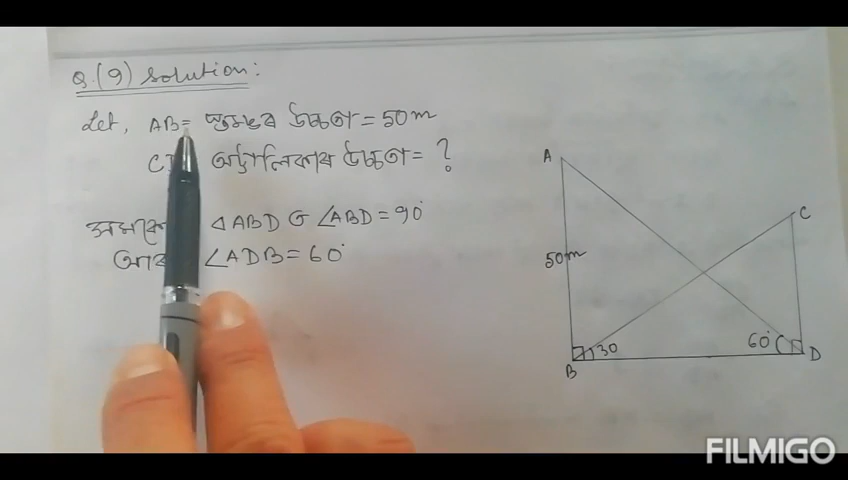 Q.(9) Solution:
Let, AB= স্তম্ভৰ উচ্চতা = 50m
অট্টালিকাৰ উচ্চতা = ?
Δ ABD ত ∠ABD = 90°
∠ADB = 60°
A
C
50m
30
60°
B
D
FILMIGO